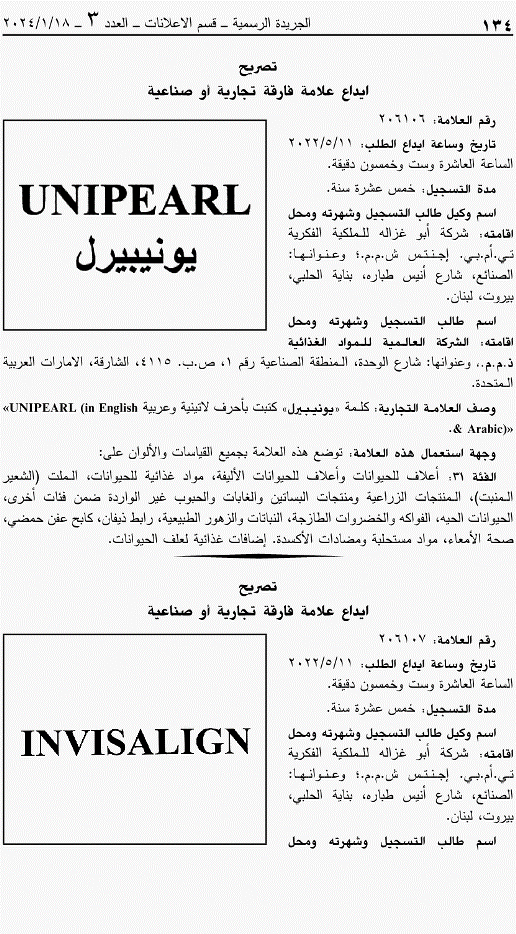 ١٣٤
الجريدة الرسمية ـ قسم الاعلانات ـ العدد ٣ ـ ٢٠٢٤/١/١٨
تصريح
ايداع علامة فارقة تجارية أو صناعية
رقم العلامة: ٢٠٦١٠٦
تاريخ وساعة ايداع الطلب: ٢٠٢٢/٥/١١
الساعة العاشرة وست وخمسون دقيقة.
مدة التسجيل: خمس عشرة سنة.
اسم وكيل طالب التسجيل وشهرته ومحل
اقامته: شركة أبو غزاله للملكية الفكرية
تي.أم.بي. إجنتس ش.م.م.؛ وعنوانها:
الصنائع، شارع أنيس طباره، بناية الحلبي،
بيروت، لبنان.
UNIPEARL
يونيبيرل
اسم طالب التسجيل وشهرته ومحل
اقامته: الشركة العالمية للمواد الغذائية
ذ.م.م.، وعنوانها: شارع الوحدة، المنطقة الصناعية رقم ١، ص.ب. ٤١١٥، الشارقة، الامارات العربية
المتحدة.
وصف العلامة التجارية: كلمة «يونيبيرل» كتبت بأحرف لاتينية وعربية UNIPEARL (in English»
& Arabic)».
وجهة استعمال هذه العلامة: توضع هذه العلامة بجميع القياسات والألوان على:
الفئة ٣١: أعلاف للحيوانات وأعلاف للحيوانات الأليفة، مواد غذائية للحيوانات، الملت (الشعير
المنبت)، المنتجات الزراعية ومنتجات البساتين والغابات والحبوب غير الواردة ضمن فئات أخرى،
الحيوانات الحيه، الفواكه والخضروات الطازجة، النباتات والزهور الطبيعية، رابط ذيفان، كابح عفن حمضي،
صحة الأمعاء، مواد مستحلبة ومضادات الأكسدة. إضافات غذائية لعلف الحيوانات.
تصريح
ايداع علامة فارقة تجارية أو صناعية
رقم العلامة: ٢٠٦١٠٧
تاريخ وساعة ايداع الطلب: ٢٠٢٢/٥/١١
الساعة العاشرة وست وخمسون دقيقة.
مدة التسجيل: خمس عشرة سنة.
اسم وكيل طالب التسجيل وشهرته ومحل
اقامته: شركة أبو غزاله للملكية الفكرية
تي.أم.بي. إجنتس ش.م.م.؛ وعنوانها:
الصنائع، شارع أنيس طباره، بناية الحلبي،
بيروت، لبنان.
INVISALIGN
اسم طالب التسجيل وشهرته ومحل